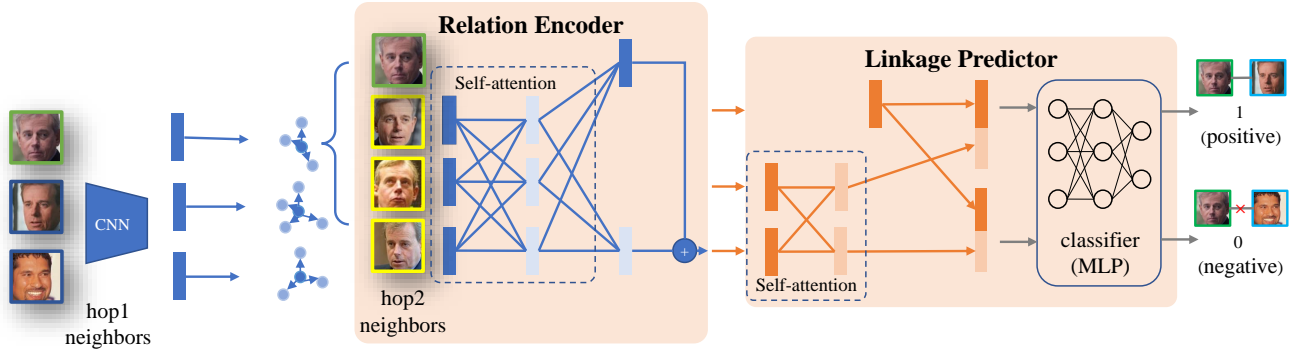 Relation Encoder
Self-attention
Linkage Predictor
CNN
hop1
neighbors
hop2
neighbors
+
Self-attention
classifier
(MLP)
1
(positive)
0
(negative)